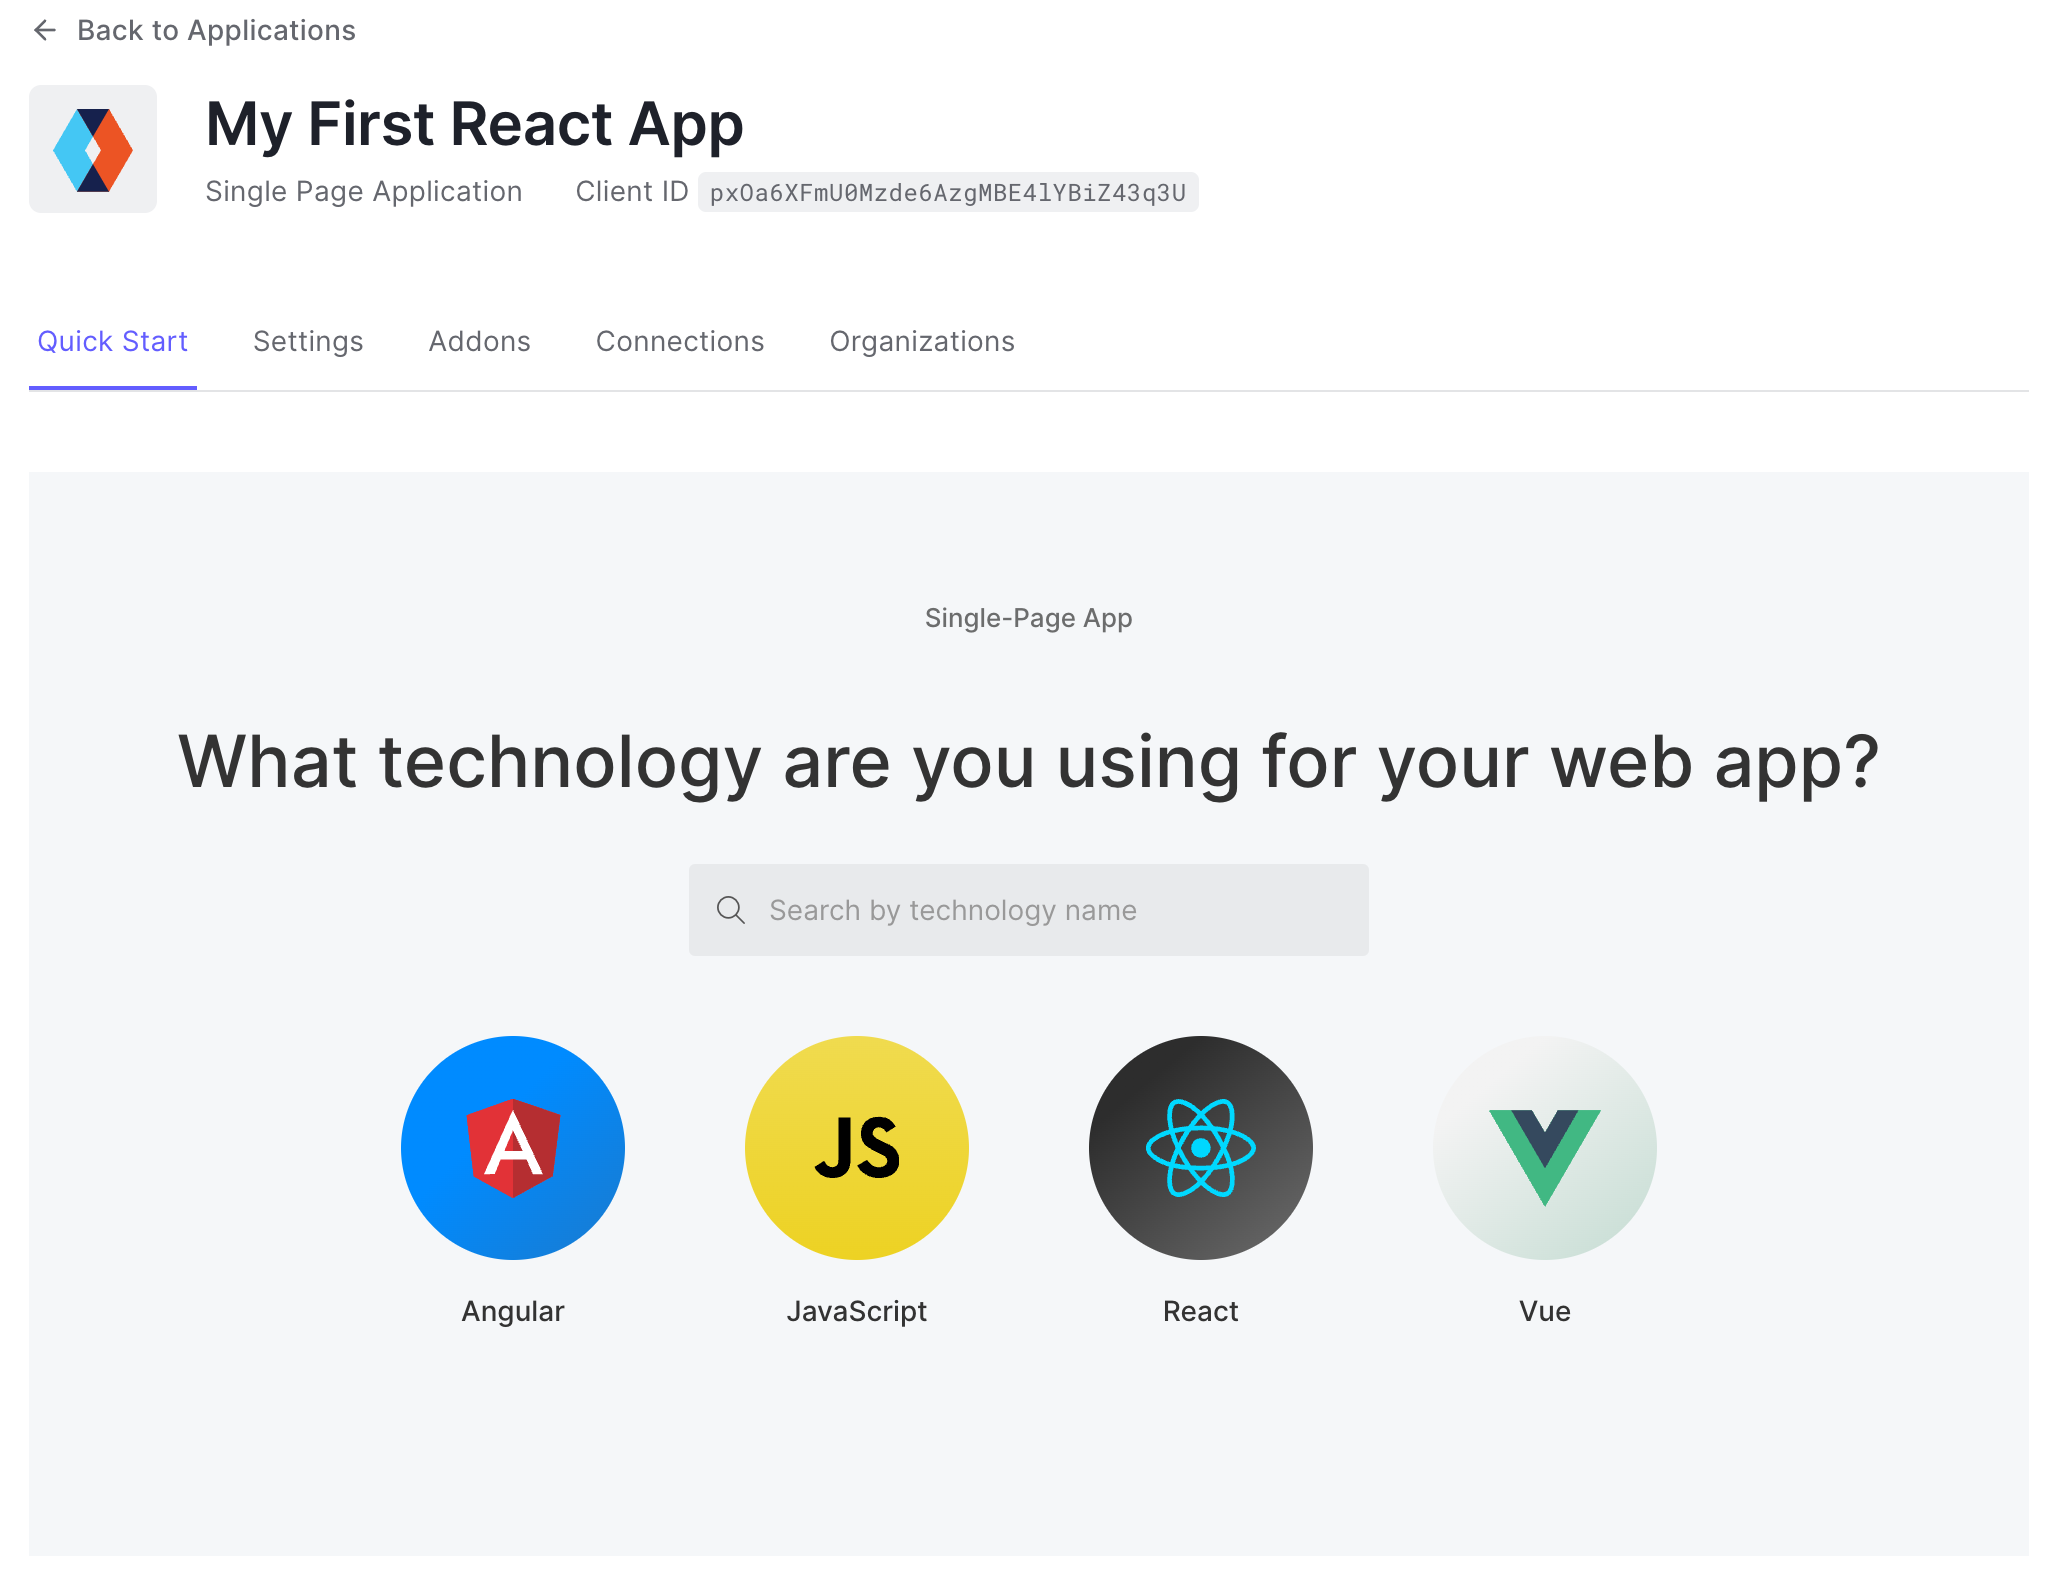 Back to Applications
My First React App
Single Page Application Client ID pxOa6XFmU0Mzde6AzgMBE4lYBiZ43q3U
Quick Start Settings Addons Connections Organizations
Single-Page App
What technology are you using for your web app?
Search by technology name
JS
Angular JavaScript React Vue